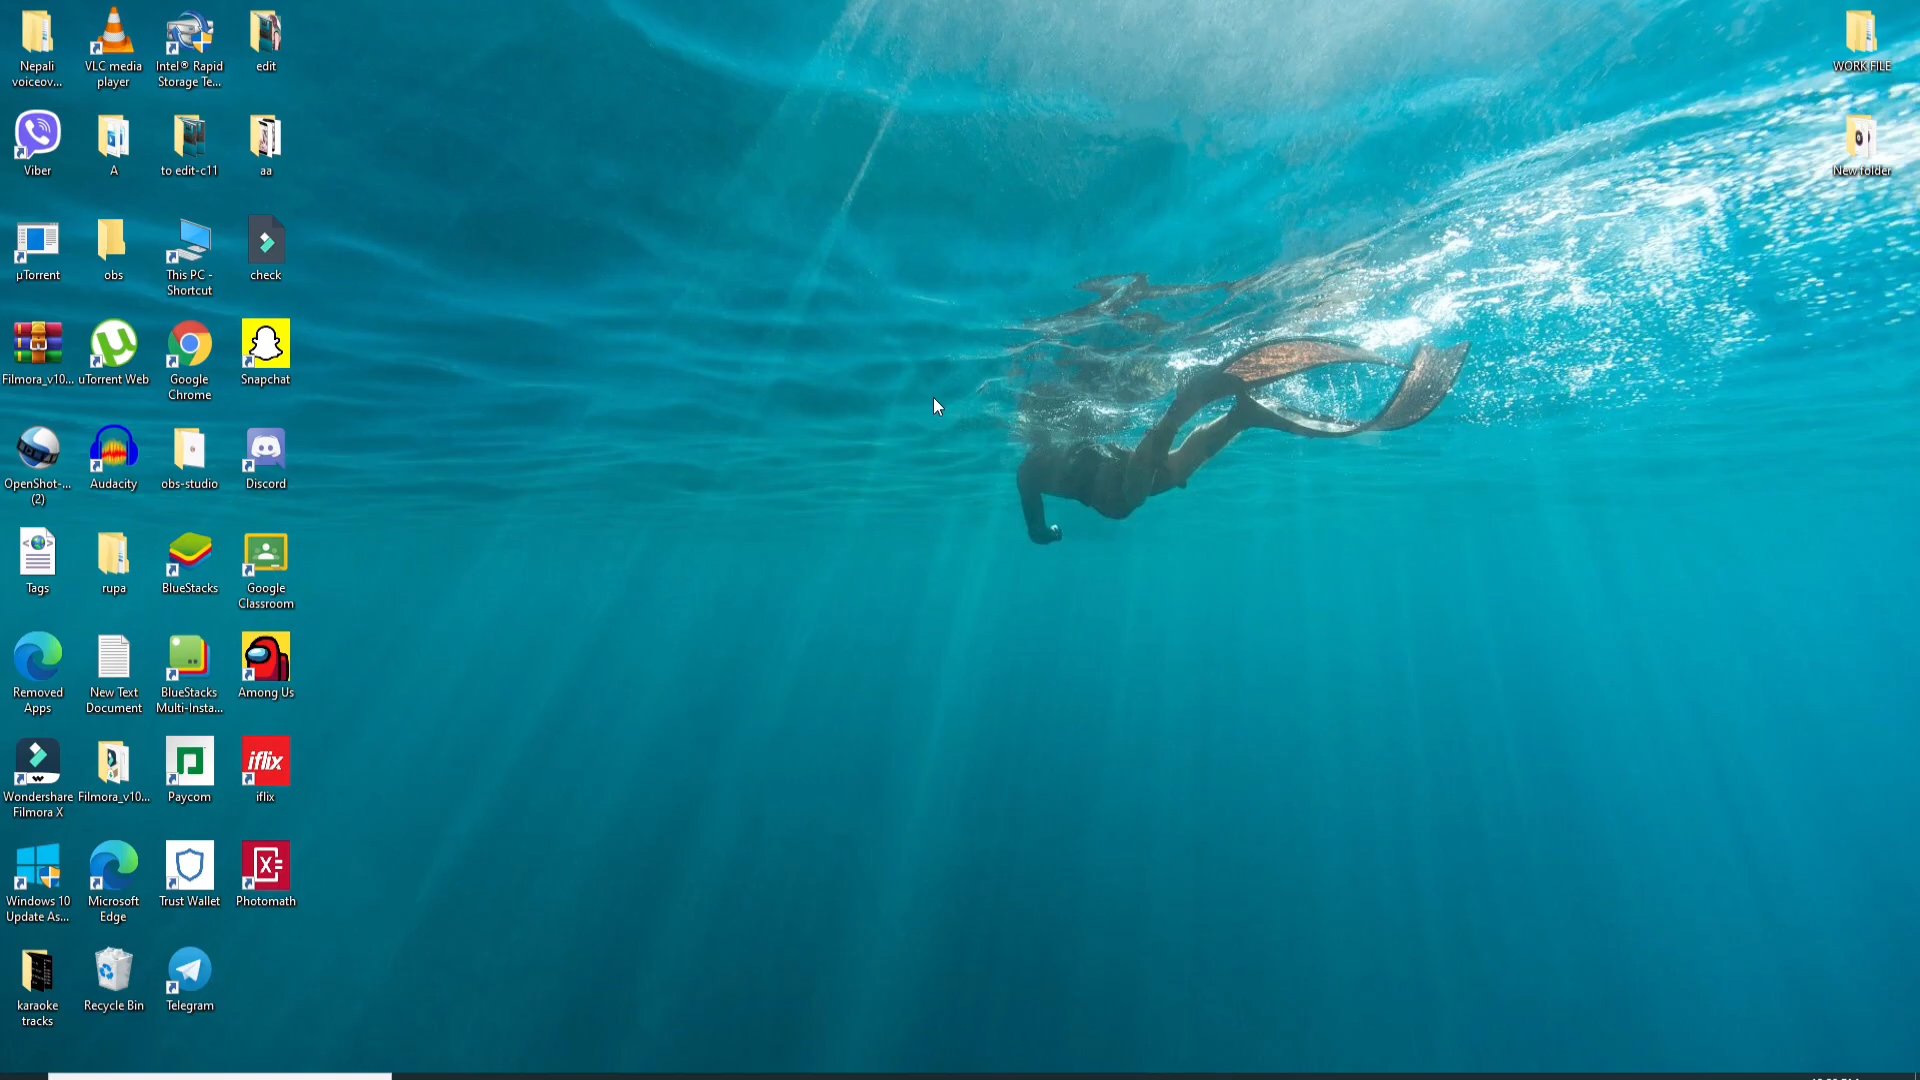 Nepali
voiceov...
VLC media
player
Intel® Rapid
Storage Te...
edit
WORK FILE
Viber
A
to edit-c11
aa
New folder
µTorrent
obs
This PC -
Shortcut
check
Filmora_v10...
uTorrent Web
Google
Chrome
Snapchat
OpenShot-...
(2)
Audacity
obs-studio
Discord
Tags
rupa
BlueStacks
Google
Classroom
Removed
Apps
New Text
Document
BlueStacks
Multi-Insta...
Among Us
iflix
Wondershare
Filmora X
Filmora_v10...
Paycom
iflix
Windows 10
Update As...
Microsoft
Edge
Trust Wallet
Photomath
karaoke
tracks
Recycle Bin
Telegram